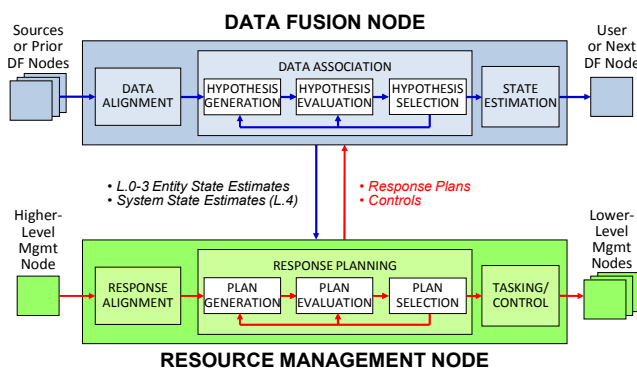 DATA FUSION NODE
Sources
or Prior
DF Nodes
User
or Next
DF Node
DATA ASSOCIATION
DATA
ALIGNMENT
HYPOTHESIS
GENERATION
HYPOTHESIS
EVALUATION
HYPOTHESIS
SELECTION
STATE
ESTIMATION
• L.0-3 Entity State Estimates
• System State Estimates (L.4)
• Response Plans
• Controls
Higher-
Level
Mgmt
Node
Lower-
Level
Mgmt
Nodes
RESPONSE PLANNING
RESPONSE
ALIGNMENT
PLAN
GENERATION
PLAN
EVALUATION
PLAN
SELECTION
TASKING/
CONTROL
RESOURCE MANAGEMENT NODE